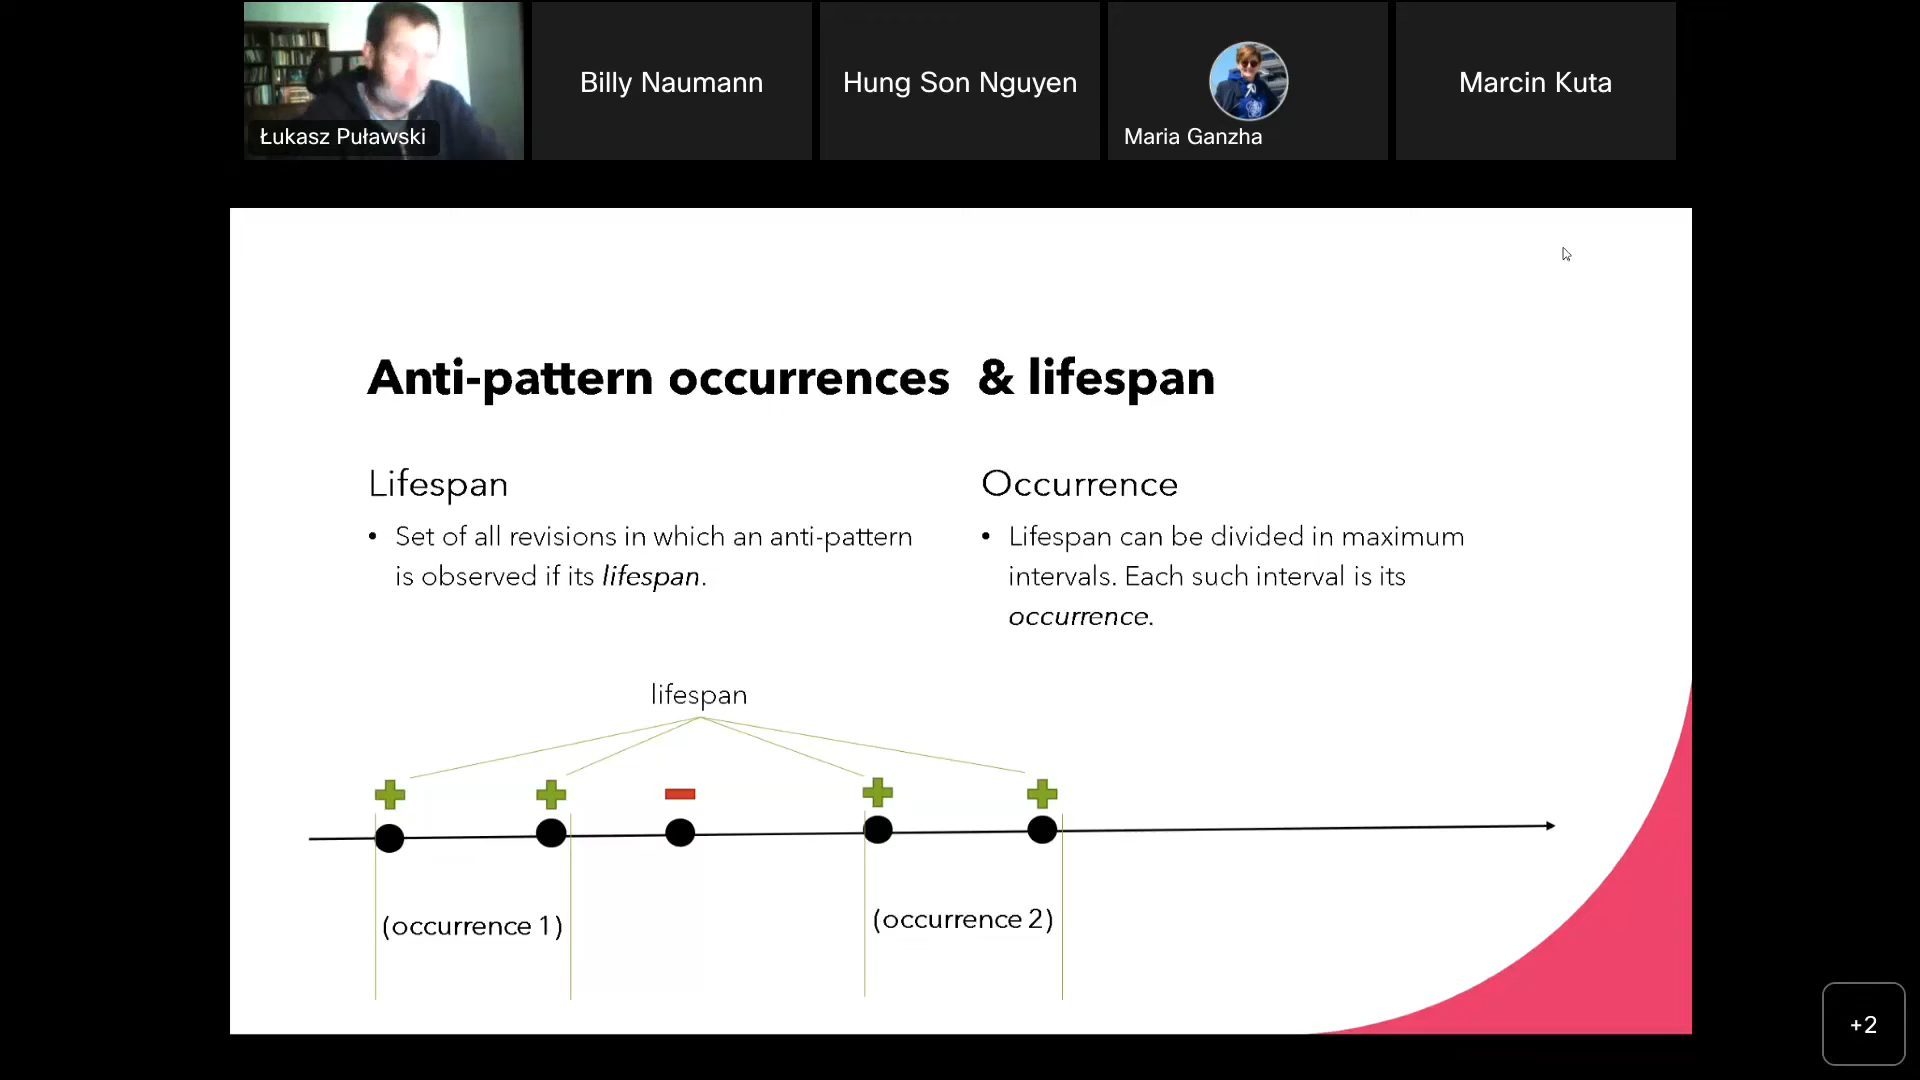 Łukasz Puławski
Billy Naumann
Hung Son Nguyen
Maria Ganzha
Marcin Kuta
Anti-pattern occurrences & lifespan
Lifespan
• Set of all revisions in which an anti-pattern
is observed if its lifespan.
Occurrence
• Lifespan can be divided in maximum
intervals. Each such interval is its
occurrence.
lifespan
(occurrence 1)
(occurrence 2)
+2